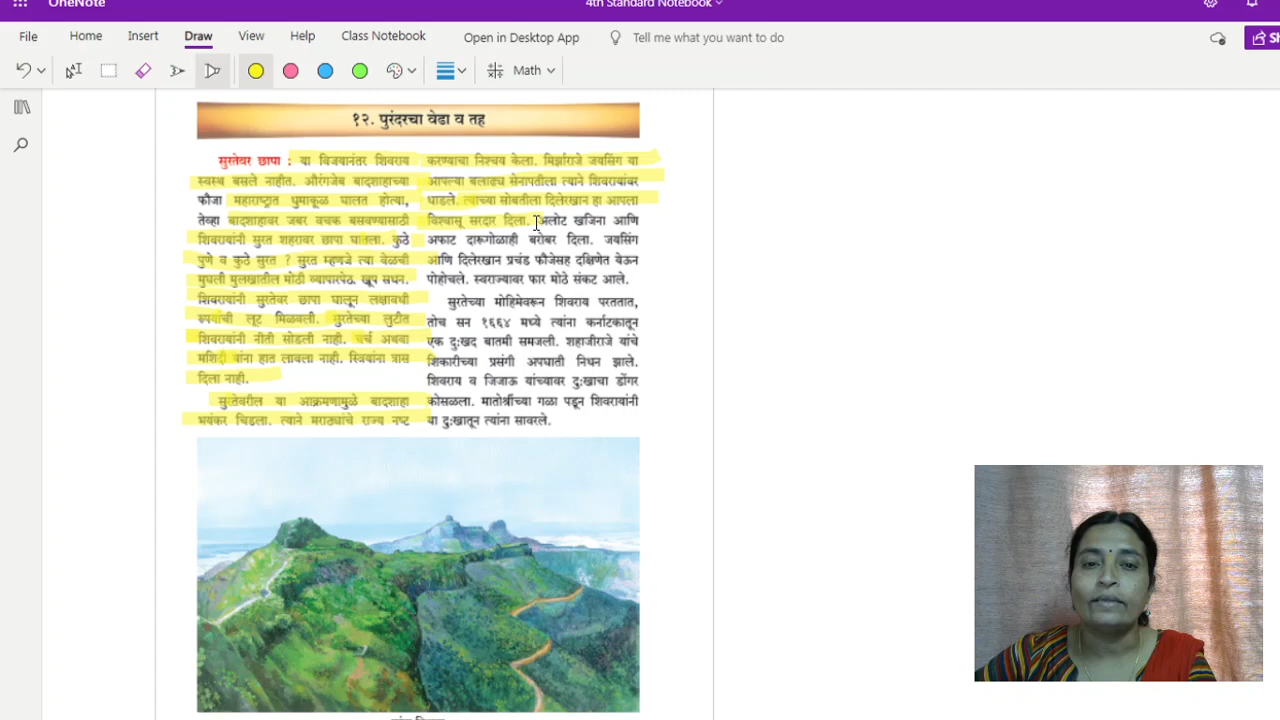 OneNote
4th Standard Notebook
File Home Insert Draw View Help Class Notebook Open in Desktop App Tell me what you want to do
Math
१२. पुरंदरचा वेढा व तह
सुरतेवर छापा : या विजयानंतर शिवराय
स्वस्थ बसले नाहीत. औरंगजेब बादशाहाच्या
फौजा महाराष्ट्रात धुमाकूळ घालत होत्या,
तेव्हा बादशाहावर जबर वचक बसवण्यासाठी
शिवरायांनी सुरत शहरावर छापा घातला. कुठे
पुणे व कुठे सुरत ? सुरत म्हणजे त्या वेळची
मुघली मुलखातील मोठी व्यापारपेठ. खूप सधन.
शिवरायांनी सुरतेवर छापा घालून लक्षावधी
रुपयांची लूट मिळवली. सुरतेच्या लुटीत
शिवरायांनी नीती सोडली नाही. चर्च अथवा
मशिदी यांना हात लावला नाही. स्त्रियांना त्रास
दिला नाही.
सुरतेवरील या आक्रमणामुळे बादशाहा
भयंकर चिडला. त्याने मराठ्यांचे राज्य नष्ट
करण्याचा निश्चय केला. मिर्झाराजे जयसिंग या
आपल्या बलाढ्य सेनापतीला त्याने शिवरायांवर
धाडले. त्याच्या सोबतीला दिलेरखान हा आपला
विश्वासू सरदार दिला. अलोट खजिना आणि
अफाट दारूगोळाही बरोबर दिला. जयसिंग
आणि दिलेरखान प्रचंड फौजेसह दक्षिणेत येऊन
पोहोचले. स्वराज्यावर फार मोठे संकट आले.
सुरतेच्या मोहिमेवरून शिवराय परततात,
तोच सन १६६४ मध्ये त्यांना कर्नाटकातून
एक दुःखद बातमी समजली. शहाजीराजे यांचे
शिकारीच्या प्रसंगी अपघाती निधन झाले.
शिवराय व जिजाऊ यांच्यावर दुःखाचा डोंगर
कोसळला. मातोश्रींच्या गळा पडून शिवरायांनी
या दुःखातून त्यांना सावरले.